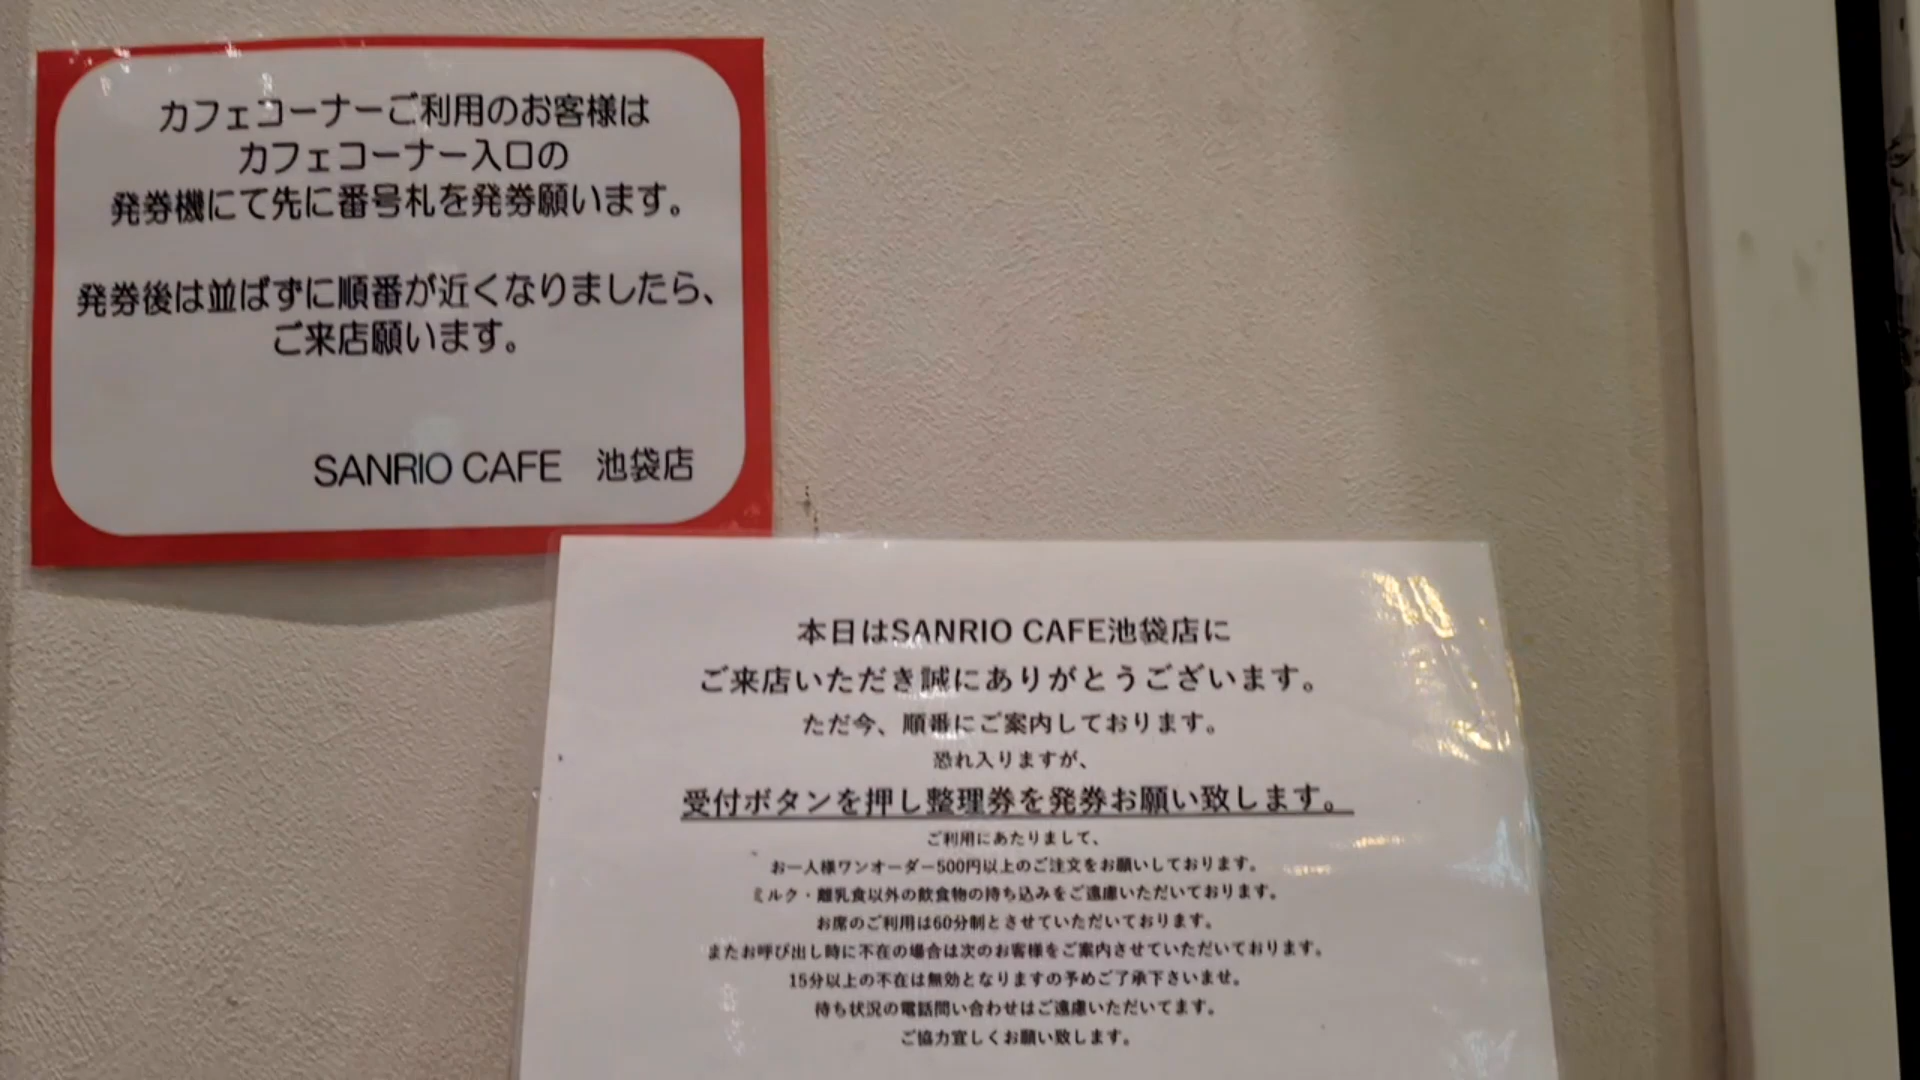 カフェコーナーご利用のお客様は
カフェコーナー入口の
発券機にて先に番号札を発券願います。
発券後は並ばずに順番が近くなりましたら、
ご来店願います。
SANRIO CAFE 池袋店
本日はSANRIO CAFE池袋店に
ご来店いただき誠にありがとうございます。
ただ今、順番にご案内しております。
恐れ入りますが、
受付ボタンを押し整理券を発券お願い致します。
ご利用にあたりまして、
お一人様ワンオーダー500円以上のご注文をお願いしております。
ミルク・離乳食以外の飲食物の持ち込みをご遠慮いただいております。
お席のご利用は60分制とさせていただいております。
またお呼び出し時に不在の場合は次のお客様をご案内させていただいております。
15分以上の不在は無効となりますの予めご了承下さいませ。
待ち状況の電話問い合わせはご遠慮いただいてます。
ご協力宜しくお願い致します。